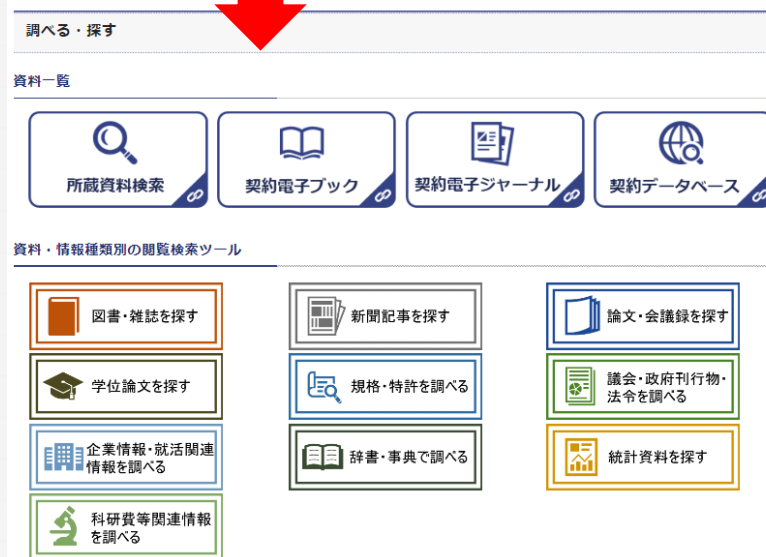 調べる・探す
資料一覧
所蔵資料検索
契約電子ブック
契約電子ジャーナル
契約データベース
資料・情報種類別の閲覧検索ツール
図書・雑誌を探す
新聞記事を探す
論文・会議録を探す
学位論文を探す
規格・特許を調べる
議会・政府刊行物・
法令を調べる
企業情報・就活関連
情報を調べる
辞書・事典で調べる
統計資料を探す
科研費等関連情報
を調べる